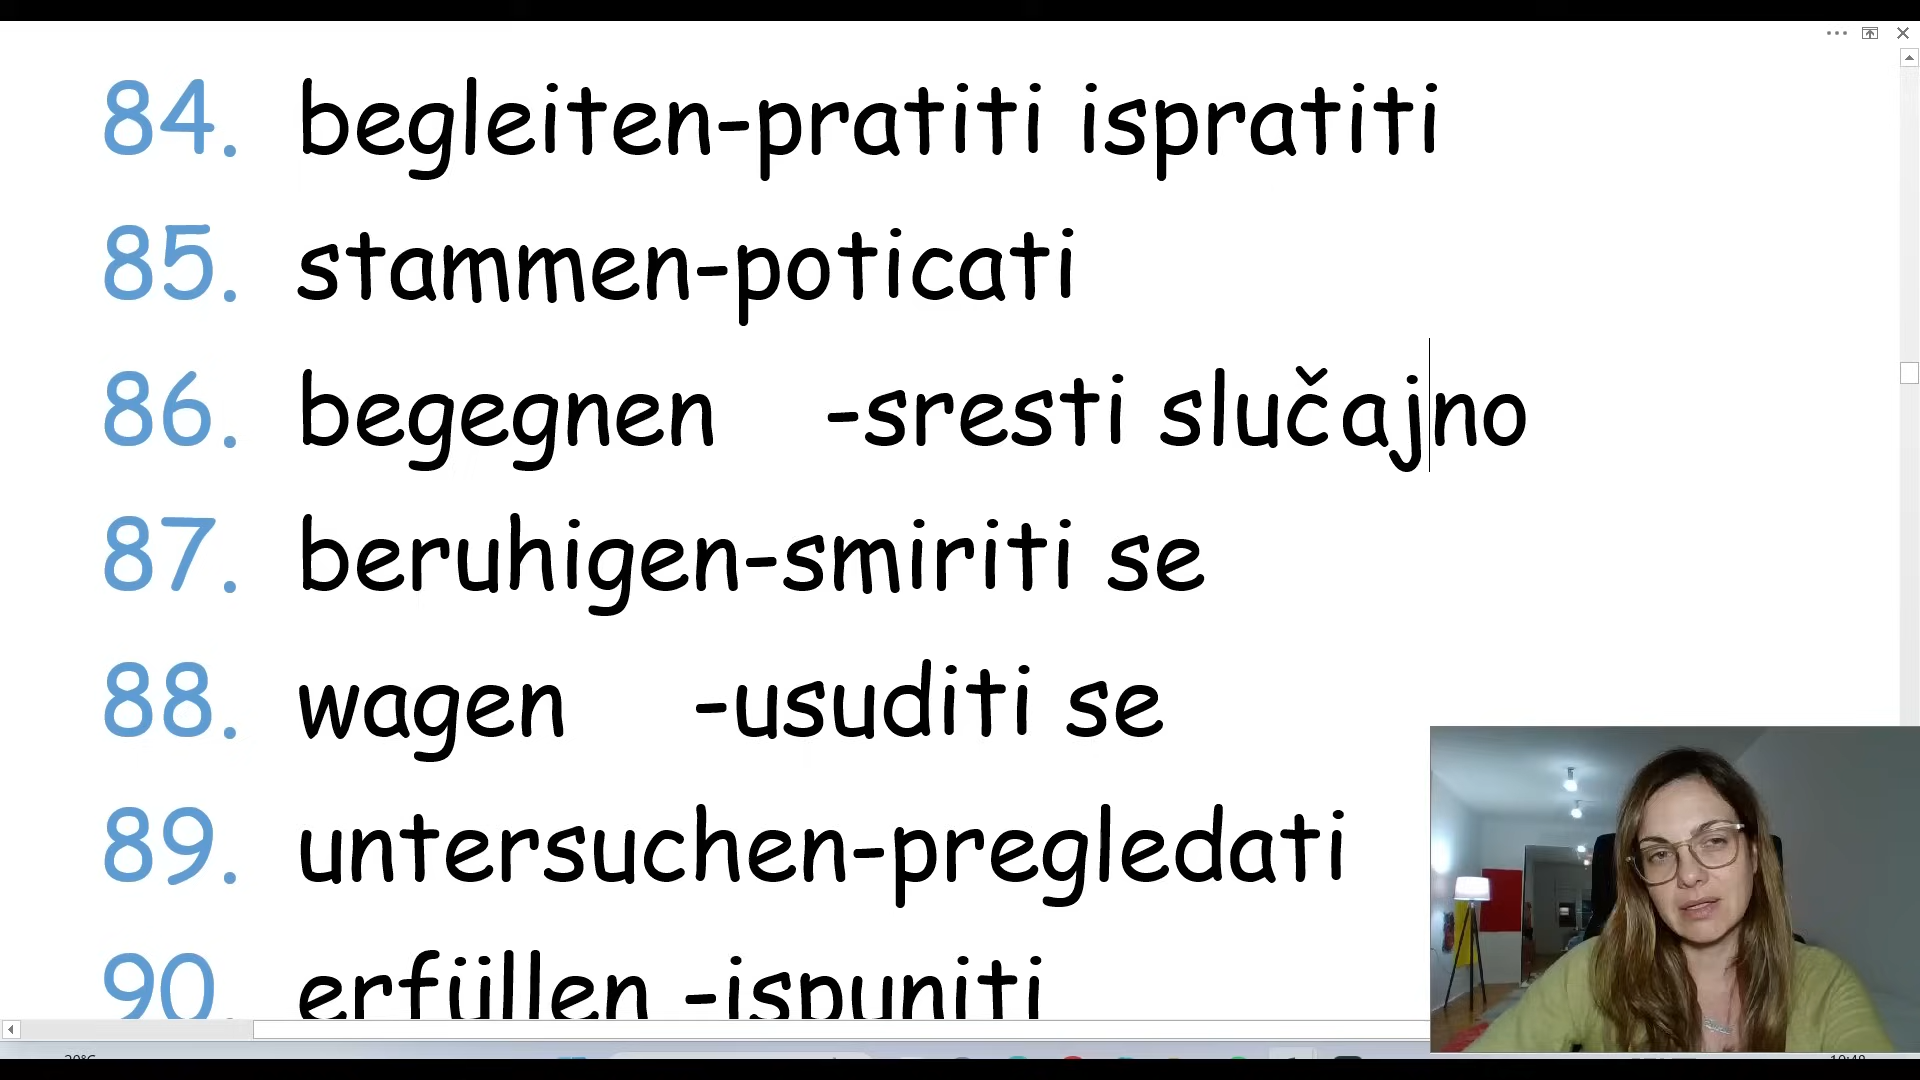 84. begleiten-pratiti ispratiti
85. stammen-poticati
86. begegnen -sresti slučajno
87. beruhigen-smiriti se
88. wagen -usuditi se
89. untersuchen-pregledati
90. erfüllen -ispuniti